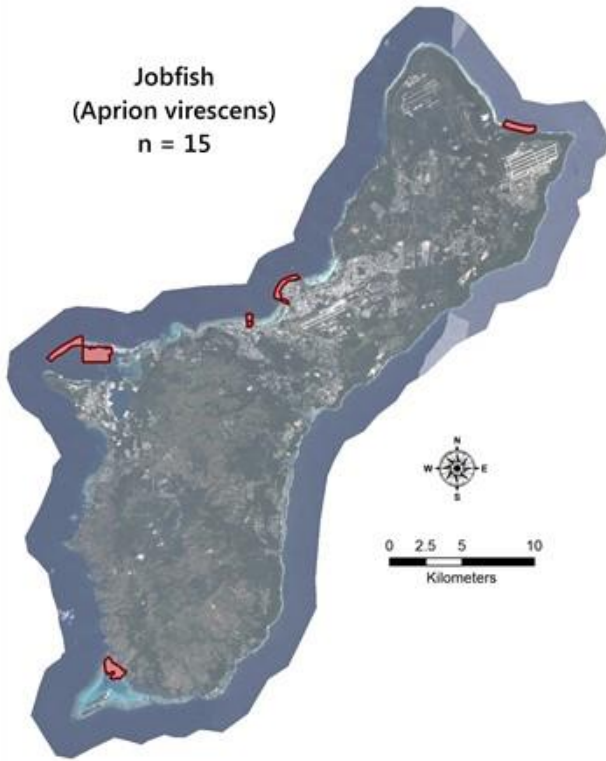 Jobfish
(Aprion virescens)
n = 15
N
W E
S
0 2.5 5 10
Kilometers